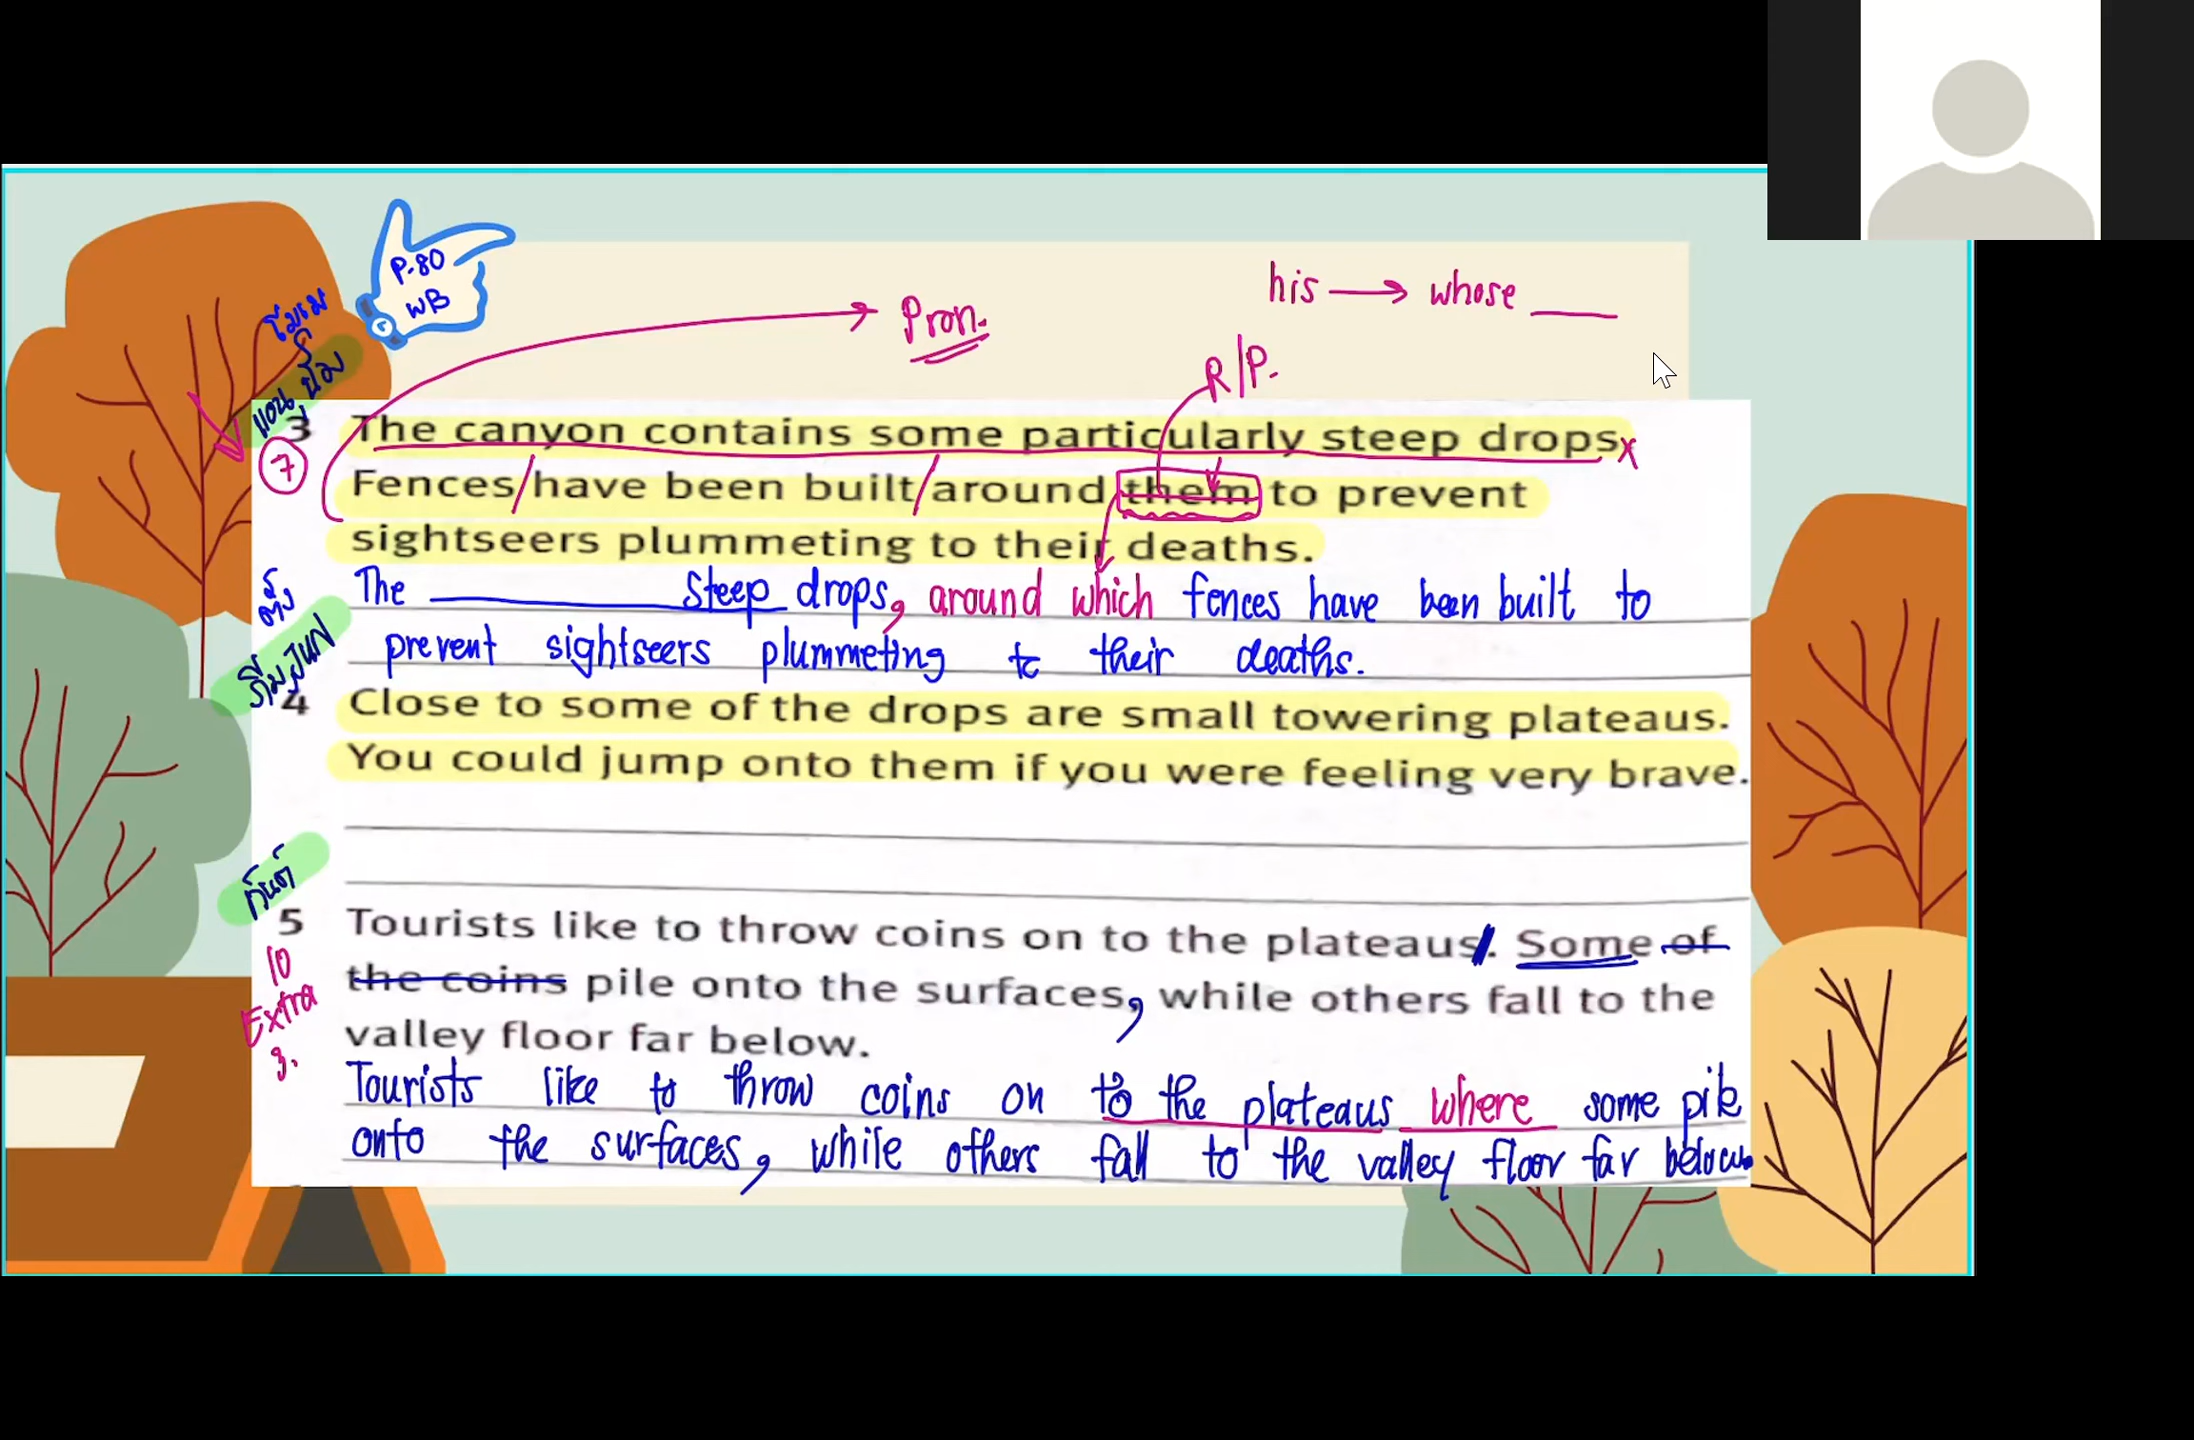 P.80
WB
his → whose ____
Pron.
R/P.
3 The canyon contains some particularly steep drops x
7
Fences/have been built/around them to prevent
sightseers plummeting to their deaths.
The ____ steep drops, around which fences have been built to
prevent sightseers plummeting to their deaths.
4 Close to some of the drops are small towering plateaus.
You could jump onto them if you were feeling very brave.
5 Tourists like to throw coins on to the plateaus. Some of
the coins pile onto the surfaces, while others fall to the
valley floor far below.
10
Extra
3.
Tourists like to throw coins on to the plateaus where some pile
onto the surfaces, while others fall to the valley floor far below.